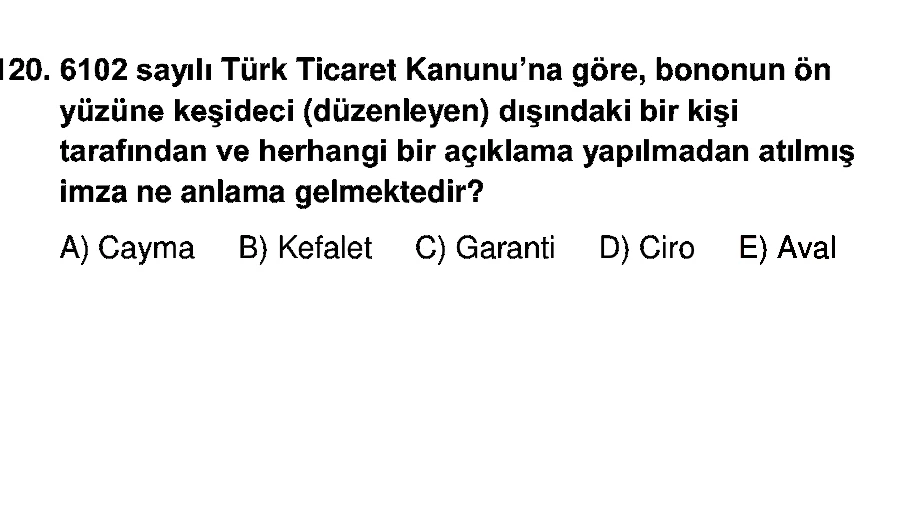 120. 6102 sayılı Türk Ticaret Kanunu’na göre, bononun ön
yüzüne keşideci (düzenleyen) dışındaki bir kişi
tarafından ve herhangi bir açıklama yapılmadan atılmış
imza ne anlama gelmektedir?
A) Cayma B) Kefalet C) Garanti D) Ciro E) Aval